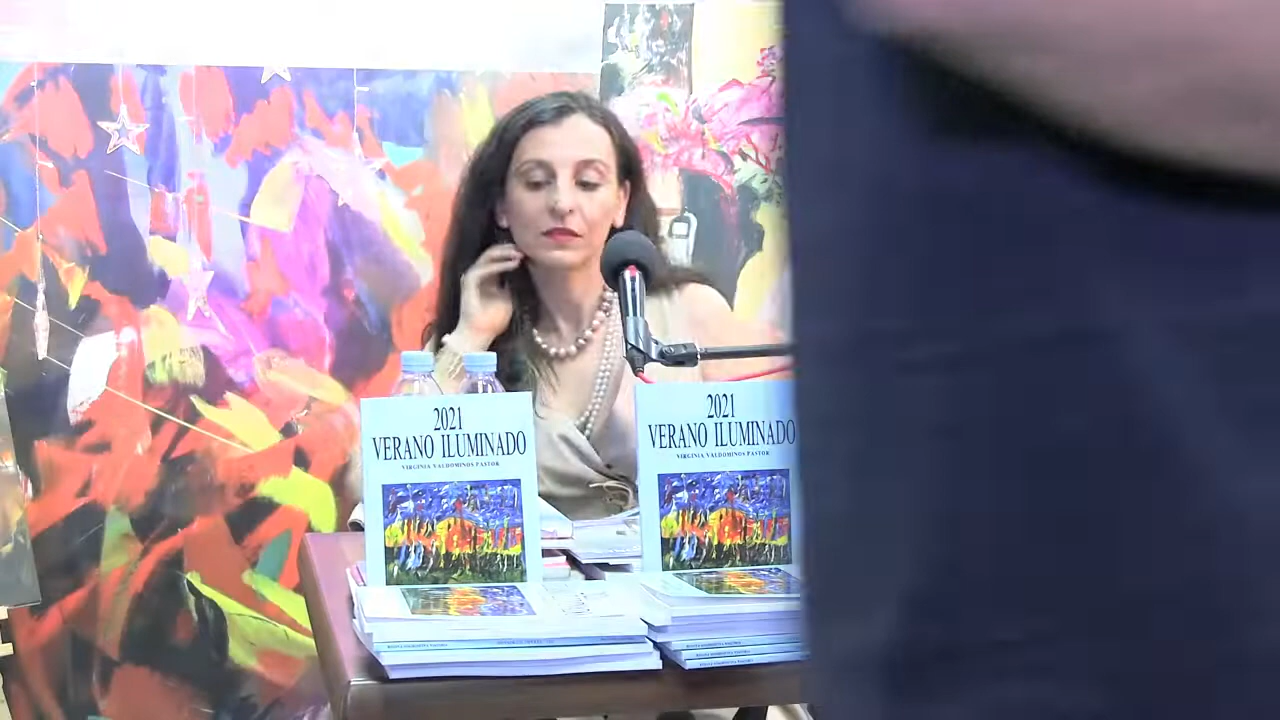 2021
VERANO ILUMINADO
VIRGINIA VALDOMINOS PASTOR
2021
VERANO ILUMINADO
VIRGINIA VALDOMINOS PASTOR